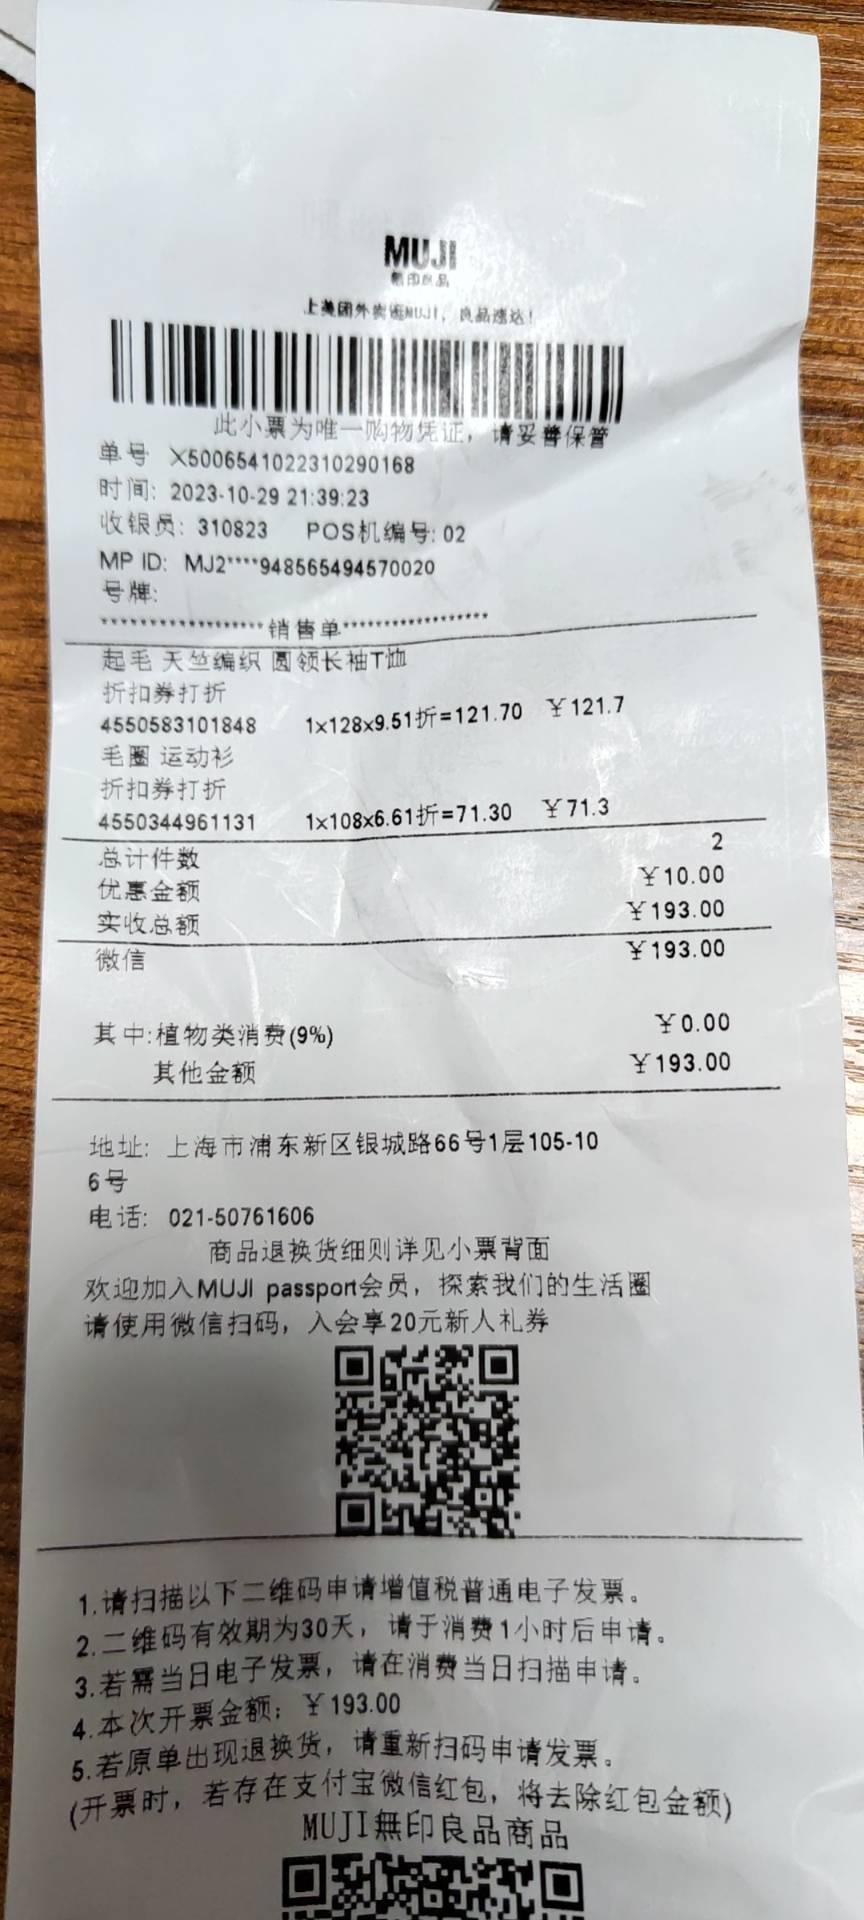 MUJI
無印良品
上美团外卖逛MUJI，良品速达！
此小票为唯一购物凭证，请妥善保管
单号 X5006541022310290168
时间：2023-10-29 21:39:23
收银员：310823 POS机编号：02
MP ID：MJ2****948565494570020
号牌：
******************销售单******************
起毛 天竺编织 圆领长袖T恤
折扣券打折
4550583101848 1x128x9.51折=121.70 ￥121.7
毛圈 运动衫
折扣券打折
4550344961131 1x108x6.61折=71.30 ￥71.3
总计件数 2
优惠金额 ￥10.00
实收总额 ￥193.00
微信 ￥193.00
其中:植物类消费(9%) ￥0.00
其他金额 ￥193.00
地址：上海市浦东新区银城路66号1层105-10
6号
电话：021-50761606
商品退换货细则详见小票背面
欢迎加入MUJI passport会员，探索我们的生活圈
请使用微信扫码，入会享20元新人礼券
1.请扫描以下二维码申请增值税普通电子发票。
2.二维码有效期为30天，请于消费1小时后申请。
3.若需当日电子发票，请在消费当日扫描申请。
4.本次开票金额：￥193.00
5.若原单出现退换货，请重新扫码申请发票。
(开票时，若存在支付宝微信红包，将去除红包金额)
MUJI無印良品商品